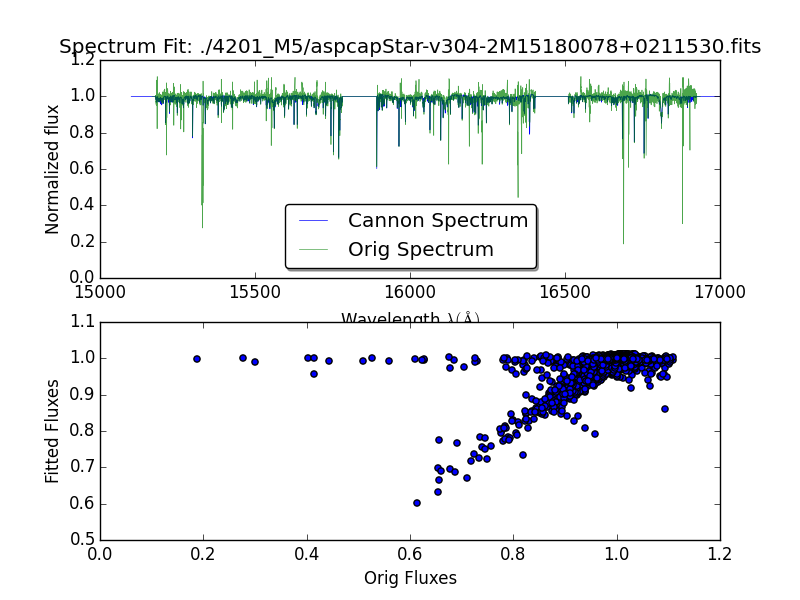 Spectrum Fit: ./4201_M5/aspcapStar-v304-2M15180078+0211530.fits
1.2
1.0
0.8
0.6
0.4
0.2
0.0
Normalized flux
Cannon Spectrum
Orig Spectrum
15000 15500 16000 16500 17000
Wavelength λ(Å)
1.1
1.0
0.9
0.8
0.7
0.6
0.5
Fitted Fluxes
0.0 0.2 0.4 0.6 0.8 1.0 1.2
Orig Fluxes